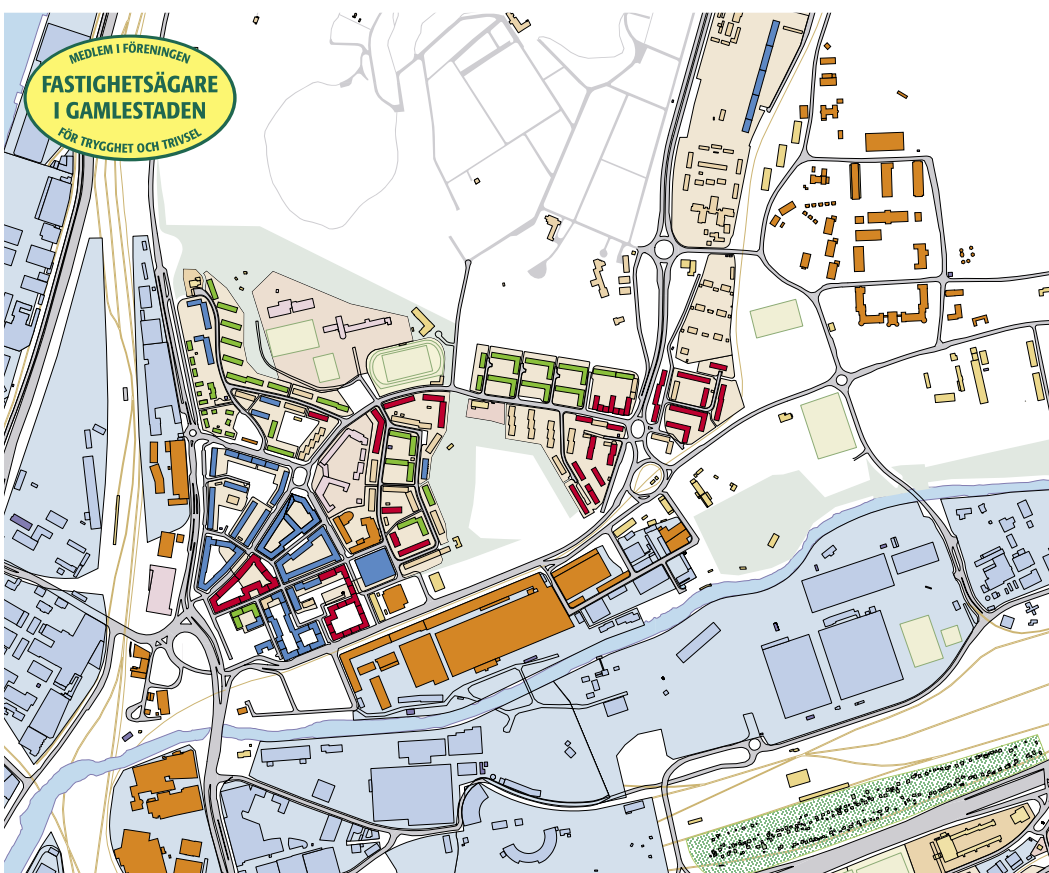 MEDLEM I FÖRENINGEN
FASTIGHETSÄGARE
I GAMLESTADEN
FÖR TRYGGHET OCH TRIVSEL